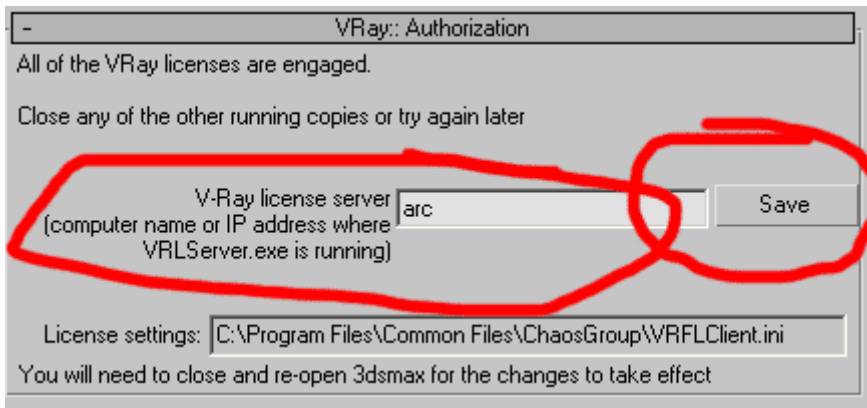 VRay:: Authorization
All of the VRay licenses are engaged.
Close any of the other running copies or try again later
V-Ray license server
(computer name or IP address where
VRLServer.exe is running)
arc
Save
License settings: C:\Program Files\Common Files\ChaosGroup\VRFLClient.ini
You will need to close and re-open 3dsmax for the changes to take effect